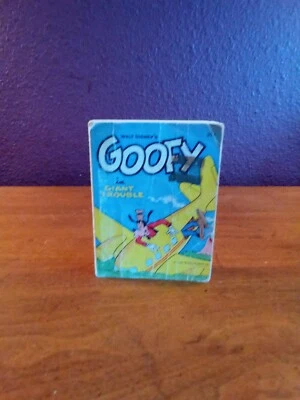 WALT DISNEY'S
GOOFY
IN
GIANT
TROUBLE